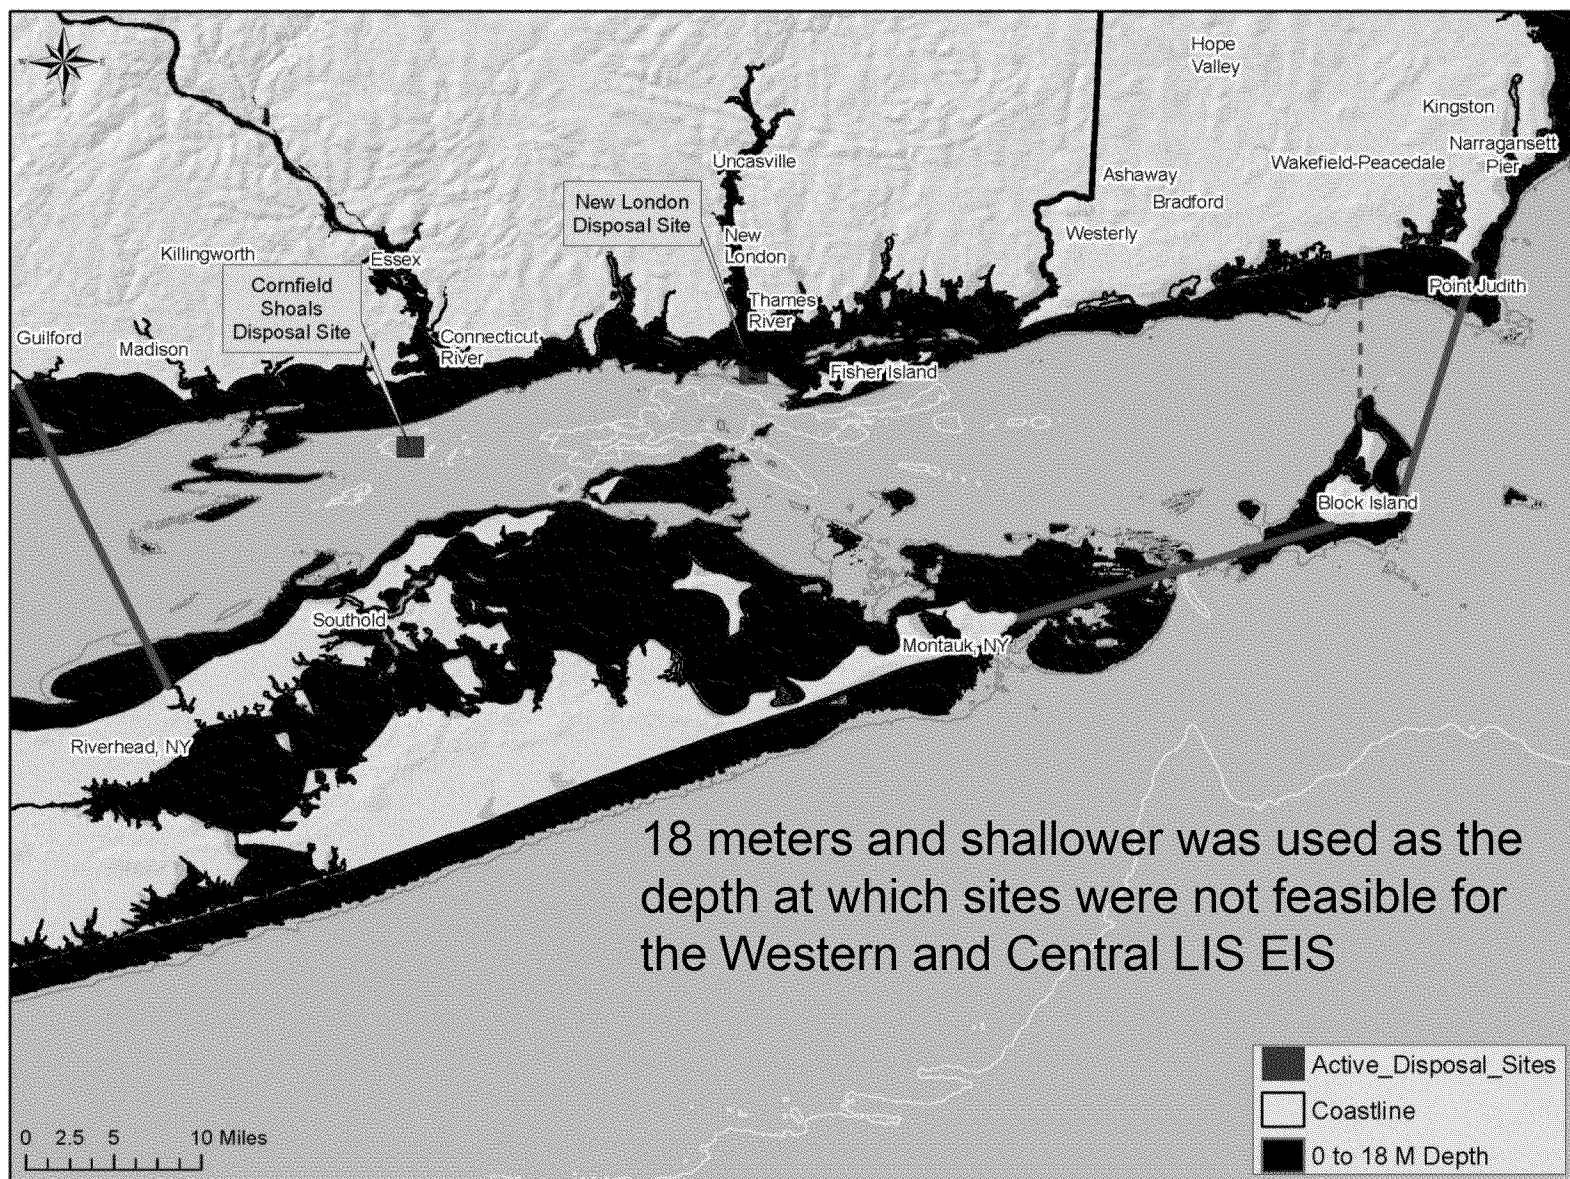 Hope
Valley
Kingston
Narragansett
Pier
Wakefield-Peacedale
Uncasville
Ashaway
Bradford
New London
Disposal Site
Westerly
New
London
Killingworth
Essex
Cornfield
Shoals
Disposal Site
Thames
River
Point Judith
Guilford
Madison
Connecticut
River
Fisher Island
Block Island
Southold
Montauk, NY
Riverhead, NY
18 meters and shallower was used as the
depth at which sites were not feasible for
the Western and Central LIS EIS
Active_Disposal_Sites
Coastline
0 to 18 M Depth
0 2.5 5 10 Miles